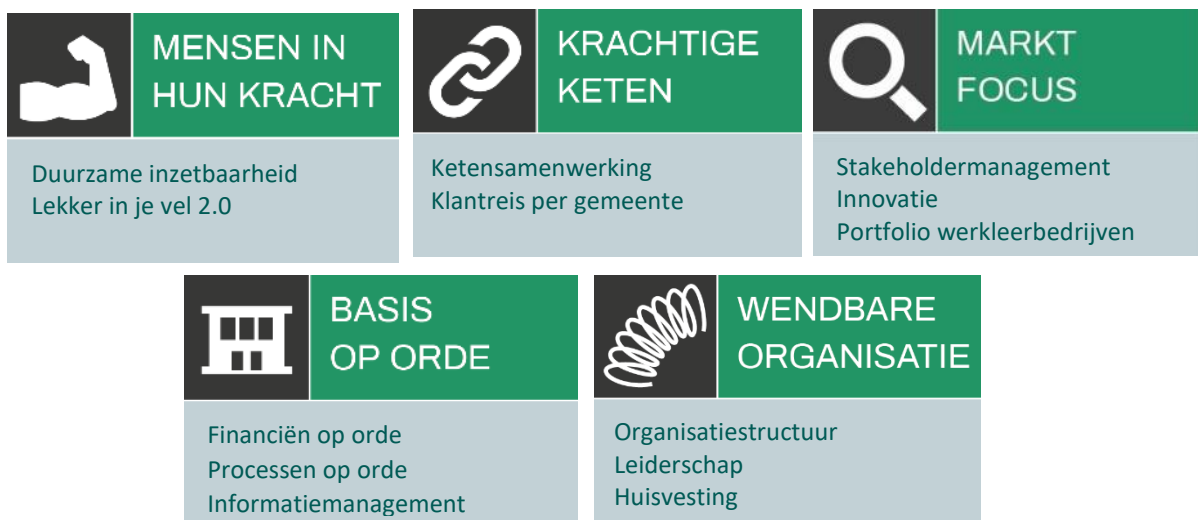 MENSEN IN
HUN KRACHT
Duurzame inzetbaarheid
Lekker in je vel 2.0
KRACHTIGE
KETEN
Ketensamenwerking
Klantreis per gemeente
MARKT
FOCUS
Stakeholdermanagement
Innovatie
Portfolio werkleerbedrijven
BASIS
OP ORDE
Financiën op orde
Processen op orde
Informatiemanagement
WENDBARE
ORGANISATIE
Organisatiestructuur
Leiderschap
Huisvesting